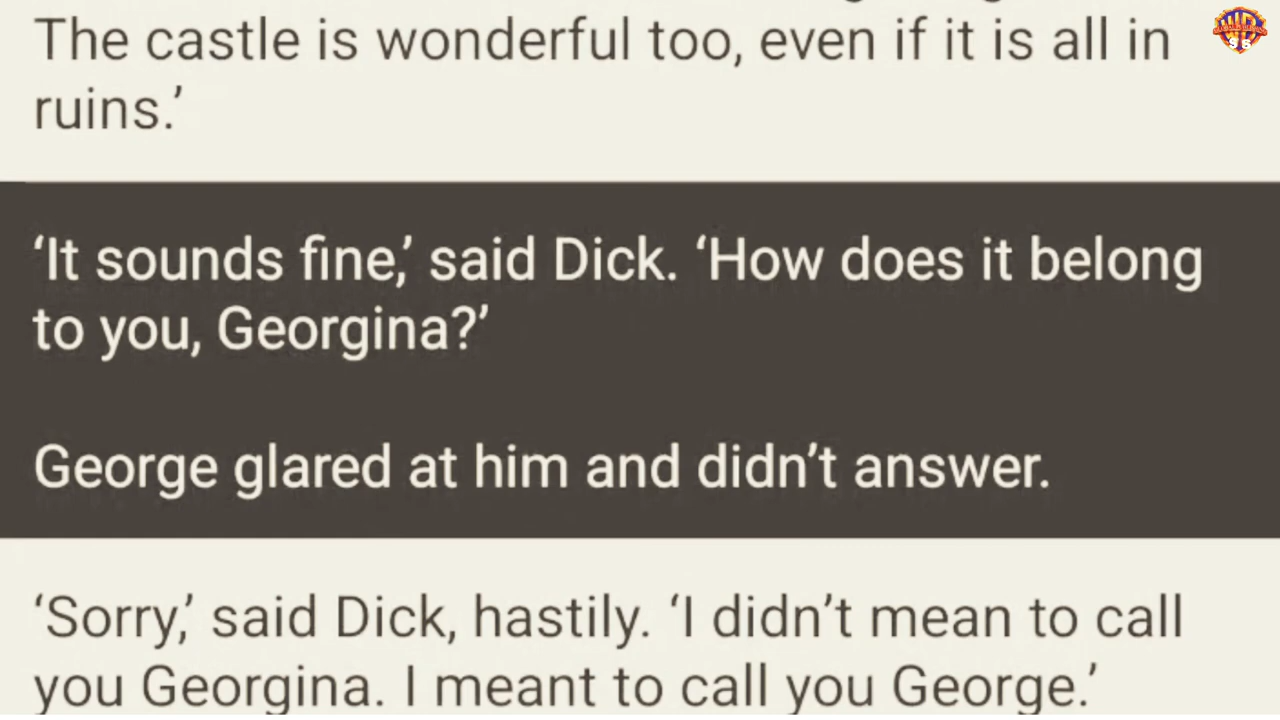 The castle is wonderful too, even if it is all in
ruins.’
‘It sounds fine,’ said Dick. ‘How does it belong
to you, Georgina?’
George glared at him and didn’t answer.
‘Sorry,’ said Dick, hastily. ‘I didn’t mean to call
you Georgina. I meant to call you George.’